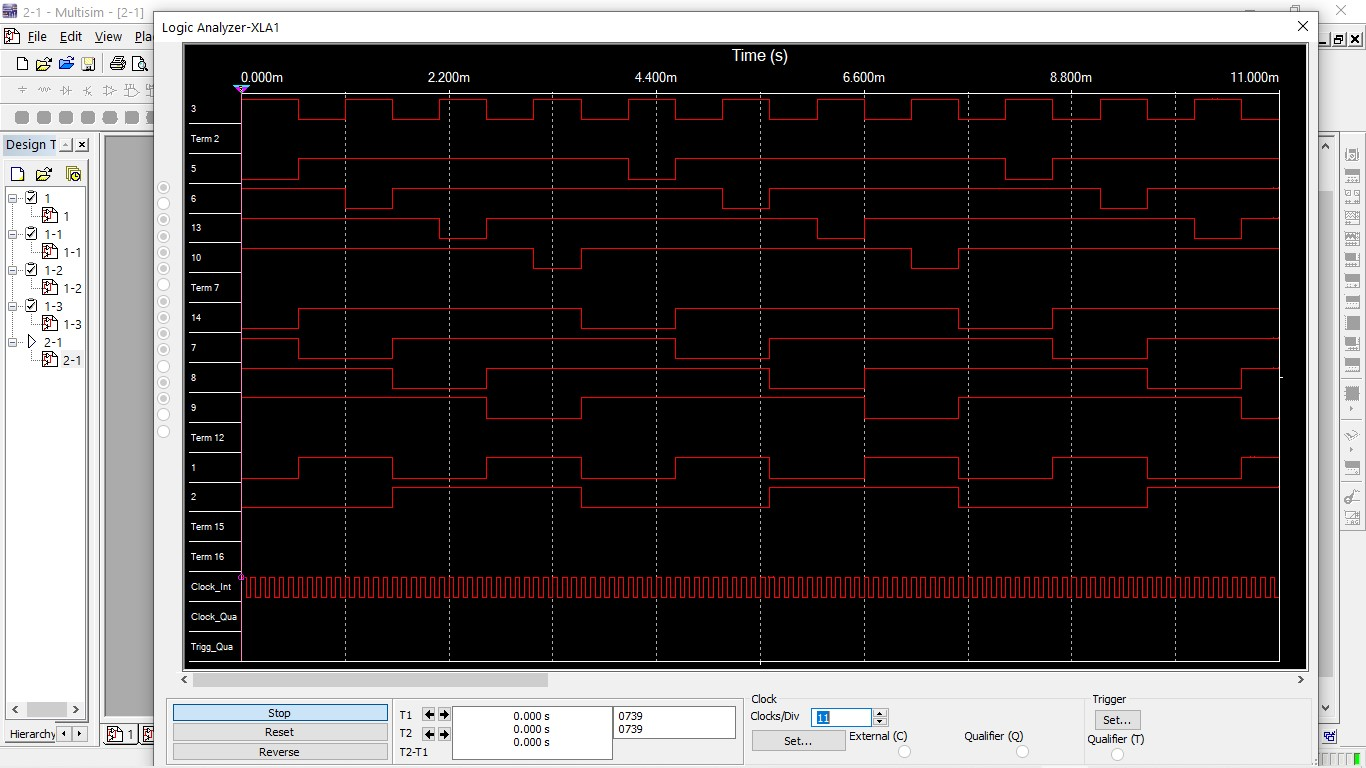 2-1 - Multisim - [2-1]
File Edit View Pla
Logic Analyzer-XLA1
Time (s)
0.000m 2.200m 4.400m 6.600m 8.800m 11.000m
3
Term 2
5
6
13
10
Term 7
14
7
8
9
Term 12
1
2
Term 15
Term 16
Clock_Int
Clock_Qua
Trigg_Qua
Design T
1
1
1-1
1-1
1-2
1-2
1-3
1-3
2-1
2-1
Hierarchy
1
Stop
Reset
Reverse
T1
T2
T2-T1
0.000 s
0.000 s
0.000 s
0739
0739
Clock
Clocks/Div 11
Set...
External (C)
Qualifier (Q)
Trigger
Set...
Qualifier (T)